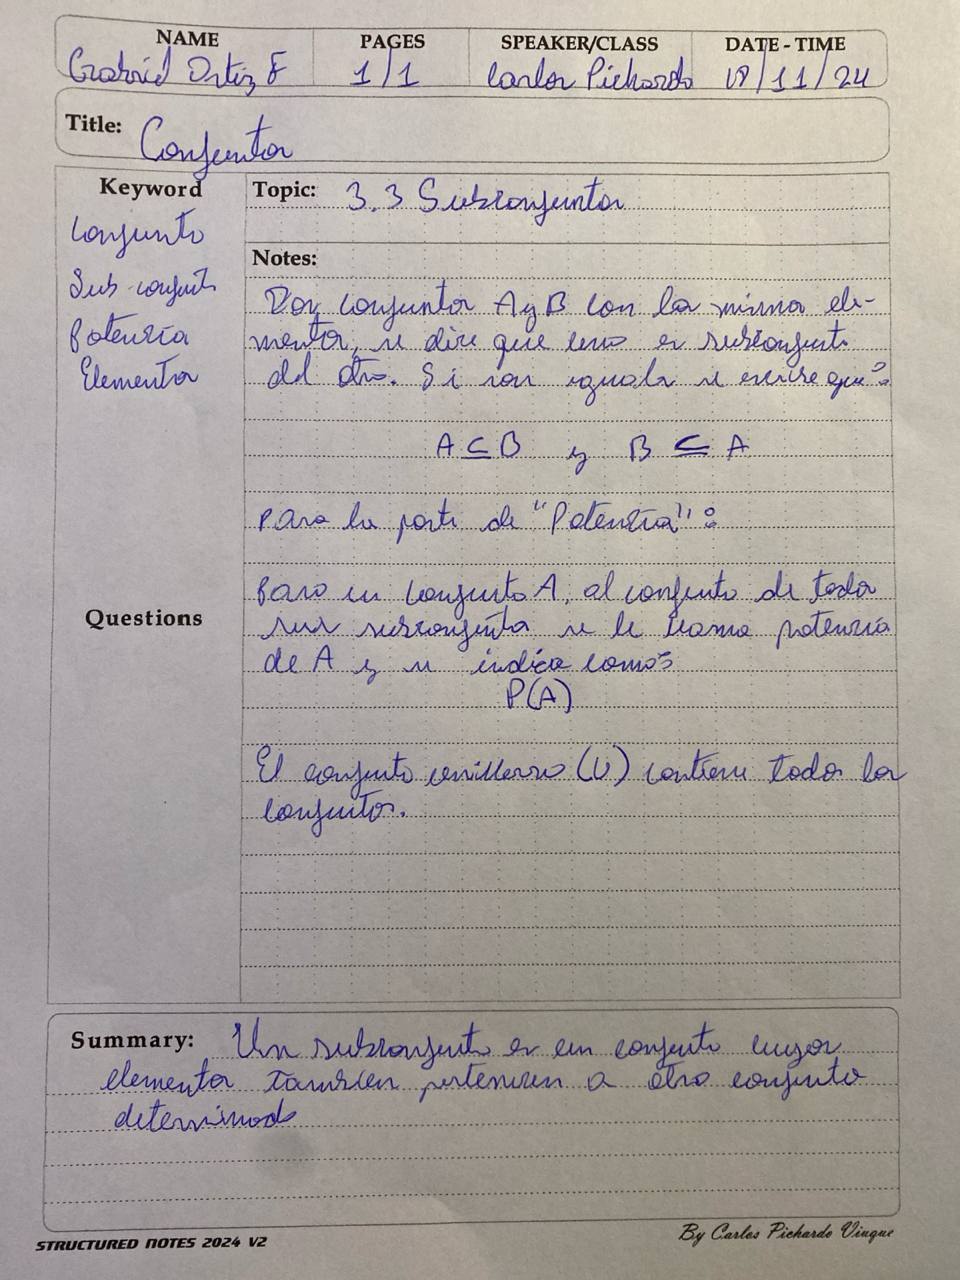 NAME PAGES SPEAKER/CLASS DATE - TIME
Gabriel Ortiz F 1/1 Carlos Pichardo 18/11/24
Title: Conjuntos
Keyword
Conjunto
Sub-conjunto
Potencia
Elementos
Topic: 3.3 Subconjuntos
Notes:
Dos conjuntos A y B con los mismos ele-
mentos, se dice que uno es subconjunto
del otro. Si son iguales se escribe que:
A ⊆ B y B ⊆ A
Para la parte de "Potencia":
Para un conjunto A, al conjunto de todos
sus subconjuntos se le llama potencia
de A y se indica como:
P(A)
El conjunto universo (U) contiene todos los
conjuntos.
Questions
Summary: Un subconjunto es un conjunto cuyos
elementos también pertenecen a otro conjunto
determinado
STRUCTURED NOTES 2024 V2
By Carlos Pichardo Viuque